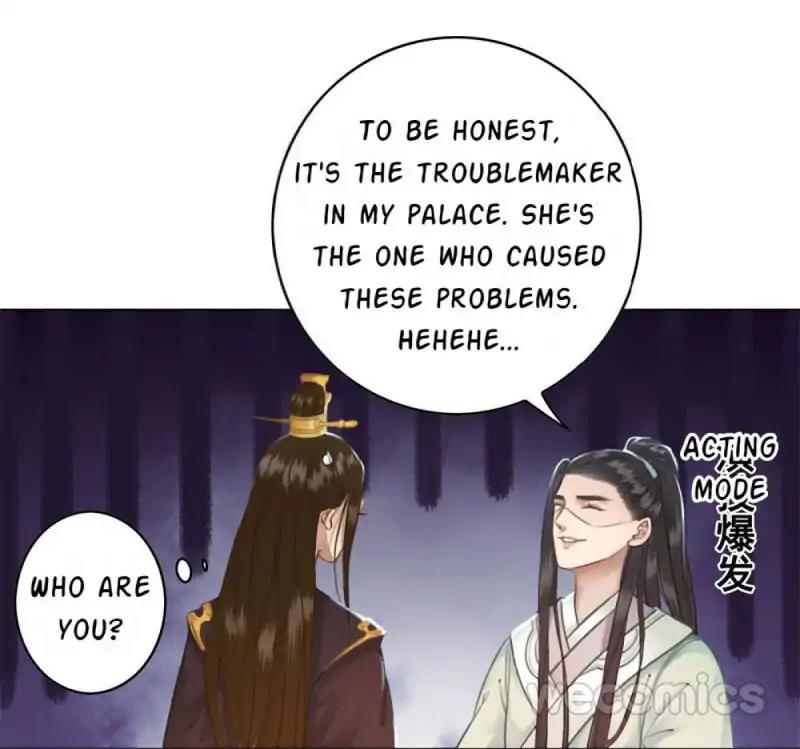 TO BE HONEST,
IT'S THE TROUBLEMAKER
IN MY PALACE. SHE'S
THE ONE WHO CAUSED
THESE PROBLEMS.
HEHEHE...
ACTING
MODE
爆发
WHO ARE
YOU?
wecomics